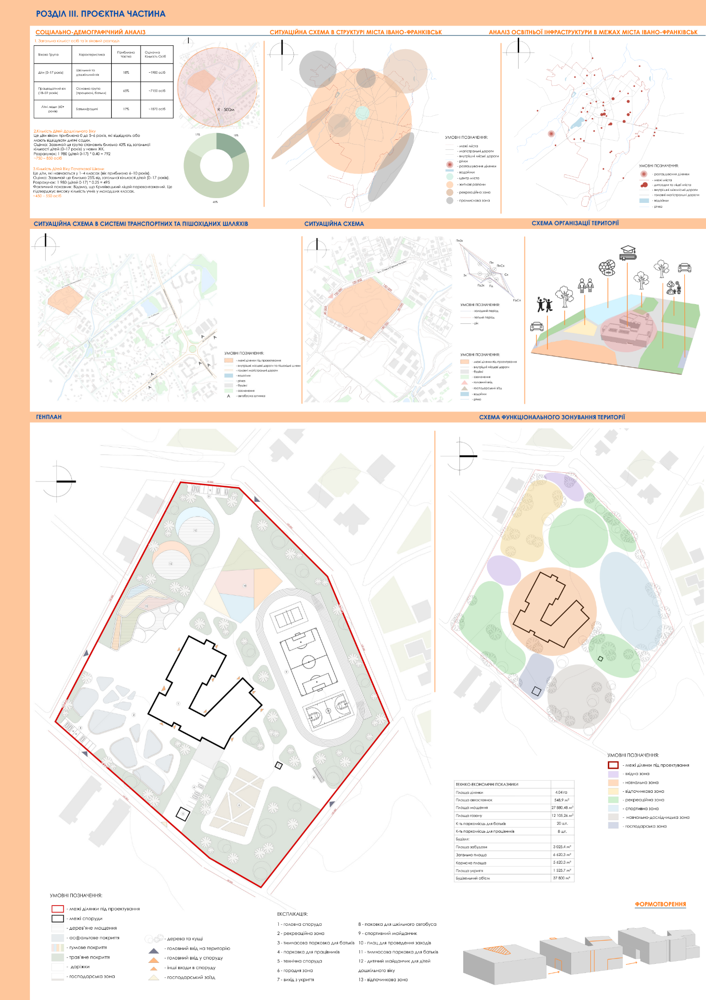 РОЗДІЛ III. ПРОЄКТНА ЧАСТИНА
СОЦІАЛЬНО-ДЕМОГРАФІЧНИЙ АНАЛІЗ
1. Загальна кількіст осіб та їх віковий розподіл
Вікова Група Характеристика Приблизна Частка Оціночна Кількість Осіб
Діти (0–17 років) Шкільний та дошкільний вік 18% ~1980 осіб
Працездатний вік (18–59 років) Основна група (працюючі, батьки) 65% ~7150 осіб
Літні люди (60+ років) Батьки/родичі 17% ~1870 осіб
R - 500м
2.Кількість Дітей Дошкільного Віку
Це діти віком приблизно 0 до 5–6 років, які відвідують або
мають відвідувати дитячі садки.
Оцінка: Зазвичай ця група становить близько 40% від загальної
кількості дітей (0–17 років) у нових ЖК.
Розрахунок: 1 980 (дітей 0-17) * 0.40 = 792
~750 – 850 осіб
3.Кількість Дітей Віку Початкової Школи
Це діти, які навчаються у 1–4 класах (вік приблизно 6–10 років).
Оцінка: Зазвичай це близько 25% від загальної кількості дітей (0–17 років).
Розрахунок: 1 980 (дітей 0-17) * 0.25 = 495
Фактичний показник: Відомо, що Крихівецький ліцей перевантажений. Це
підтверджує високу кількість учнів у молодших класах.
~450 – 550 осіб
17%
18%
65%
СИТУАЦІЙНА СХЕМА В СТРУКТУРІ МІСТА ІВАНО-ФРАНКІВСЬК
УМОВНІ ПОЗНАЧЕННЯ:
- межі міста
- магістральні дороги
- внутрішні міські дороги
- річки
- розташування ділянки
- водойми
- центр міста
- житлові райони
- рекреаційна зона
- промислова зона
АНАЛІЗ ОСВІТНЬОЇ ІНФРАСТРУКТУРИ В МЕЖАХ МІСТА ІВАНО-ФРАНКІВСЬК
УМОВНІ ПОЗНАЧЕННЯ:
- розташування ділянки
- межі міста
- дитсадки та ліцеї міста
- внутрішні міжміські дороги
- головні магістральні дороги
- водойми
- річка
СИТУАЦІЙНА СХЕМА В СИСТЕМІ ТРАНСПОРТНИХ ТА ПІШОХІДНИХ ШЛЯХІВ
А
А
А
А
А
А
УМОВНІ ПОЗНАЧЕННЯ:
- межі ділянки під проектування
- внутрішні місцеві дороги та пішохідні шляхи
- головні магістральні дороги
- водойми
- річка
- будівлі
- озеленення
А - автобусна зупинка
СИТУАЦІЙНА СХЕМА
100.000
150.000
45.000
190.000
ПнЗх
Пн
ПнСх
Зх
Сх
ПдЗх
Пд
ПдСх
УМОВНІ ПОЗНАЧЕННЯ:
- холодний період
- теплий період
- рік
УМОВНІ ПОЗНАЧЕННЯ:
- межі ділянки під проектування
- внутрішні місцеві дороги
- будівлі
- озеленення
- головний вхід
- господарський в'їзд
- водойми
- річка
СХЕМА ОРГАНІЗАЦІЇ ТЕРИТОРІЇ
ГЕНПЛАН
11
12
12
10
13
9
1
2
3
4
5
6
7
8
УМОВНІ ПОЗНАЧЕННЯ:
- межі ділянки під проектування
- межі споруди
- дерев'яне мощення
- асфальтове покриття
- гумове покриття
- трав'яне покриття
- доріжки
- господарська зона
- дерева та кущі
- головний вхід на територію
- головний вхід у споруду
- інші входи в споруду
- господарський заїзд
ЕКСПЛІКАЦІЯ:
1 - головна споруда
2 - рекреаційна зона
3 - тимчасова парковка для батьків
4 - парковка для працівників
5 - технічна споруда
6 - городня зона
7 - вихід з укриття
8 - паковка для шкільного автобуса
9 - спортивний майданчик
10 - плац для проведення заходів
11 - тимчасова парковка для батьків
12 - дитячий майданчик для дітей
дошкільного віку
13 - відпочинкова зона
СХЕМА ФУНКЦІОНАЛЬНОГО ЗОНУВАННЯ ТЕРИТОРІЇ
УМОВНІ ПОЗНАЧЕННЯ:
- межі ділянки під проектування
- вхідна зона
- навчальна зона
- відпочинкова зона
- рекреаційна зона
- спортивна зона
- навчально-дослідницька зона
- господарська зона
ТЕХНІКО-ЕКОНОМІЧНІ ПОКАЗНИКИ
Площа ділянки 4.04 га
Площа автостоянок 548,9 м²
Площа мощення 27 880,48 м²
Площа газону 12 105,26 м²
К-ть паркомісць для батьків 20 шт.
К-ть паркомісць для працівників 8 шт.
Будівля:
Площа забудови 3 025,4 м²
Загальна площа 6 620,3 м²
Корисна площа 5 620,3 м²
Площа укриття 1 525,7 м²
Будівельний об'єм 37 800 м³
ФОРМОТВОРЕННЯ